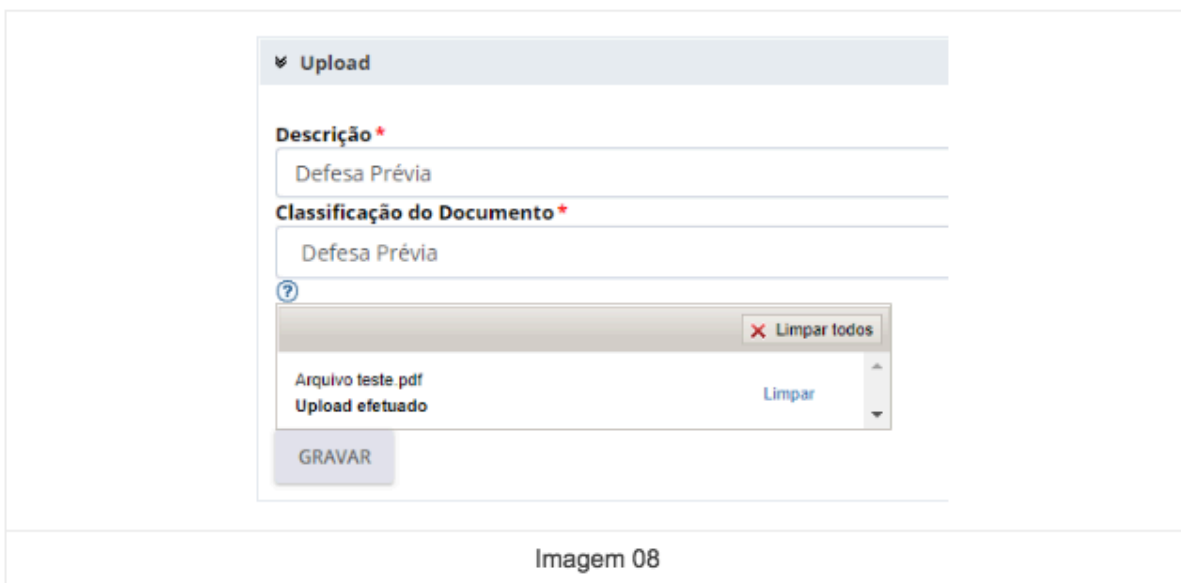 Upload
Descrição *
Defesa Prévia
Classificação do Documento *
Defesa Prévia
?
Limpar todos
Arquivo teste.pdf
Limpar
Upload efetuado
GRAVAR
Imagem 08